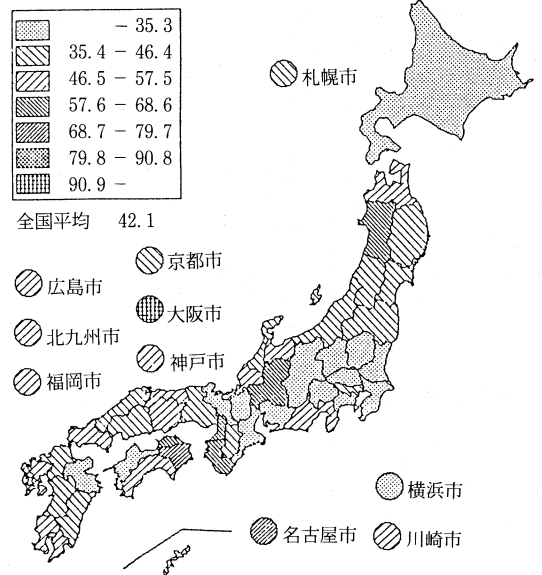 - 35.3
35.4 - 46.4
46.5 - 57.5
57.6 - 68.6
68.7 - 79.7
79.8 - 90.8
90.9 -
全国平均 42.1
札幌市
京都市
広島市
大阪市
北九州市
神戸市
福岡市
横浜市
名古屋市
川崎市